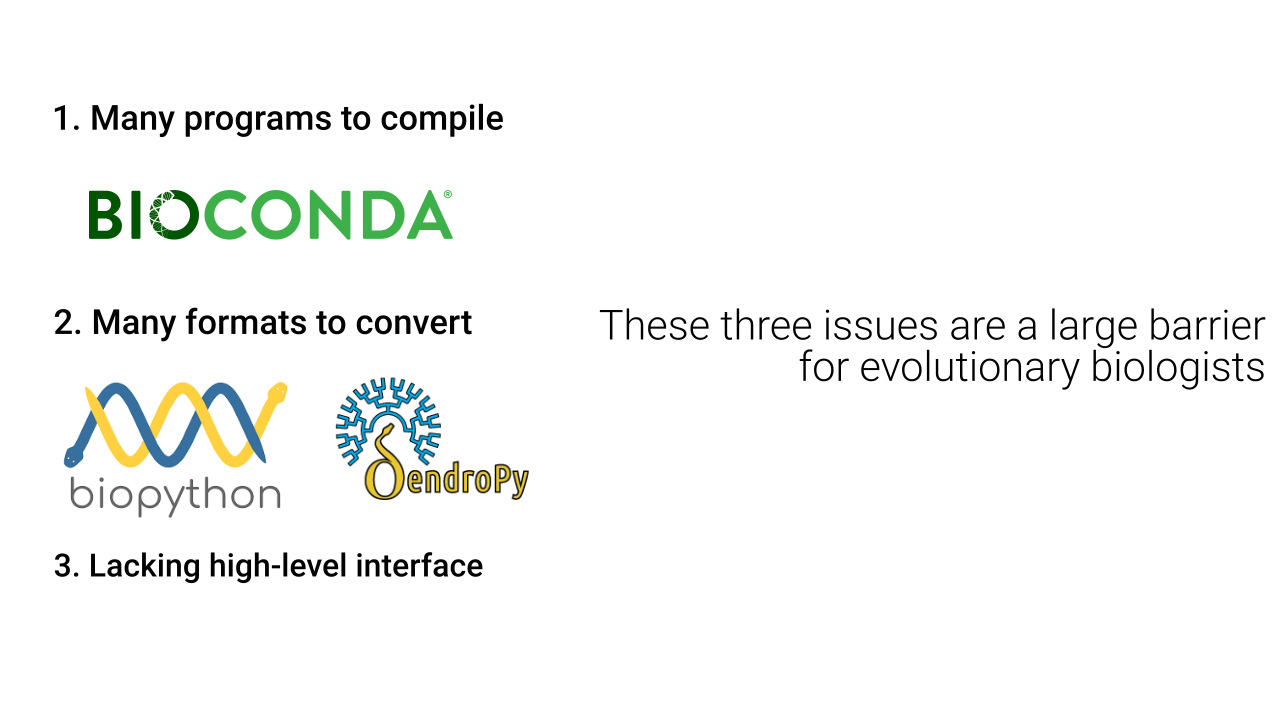 1. Many programs to compile
BIOCONDA®
2. Many formats to convert
These three issues are a large barrier
for evolutionary biologists
biopython
δendroPy
3. Lacking high-level interface